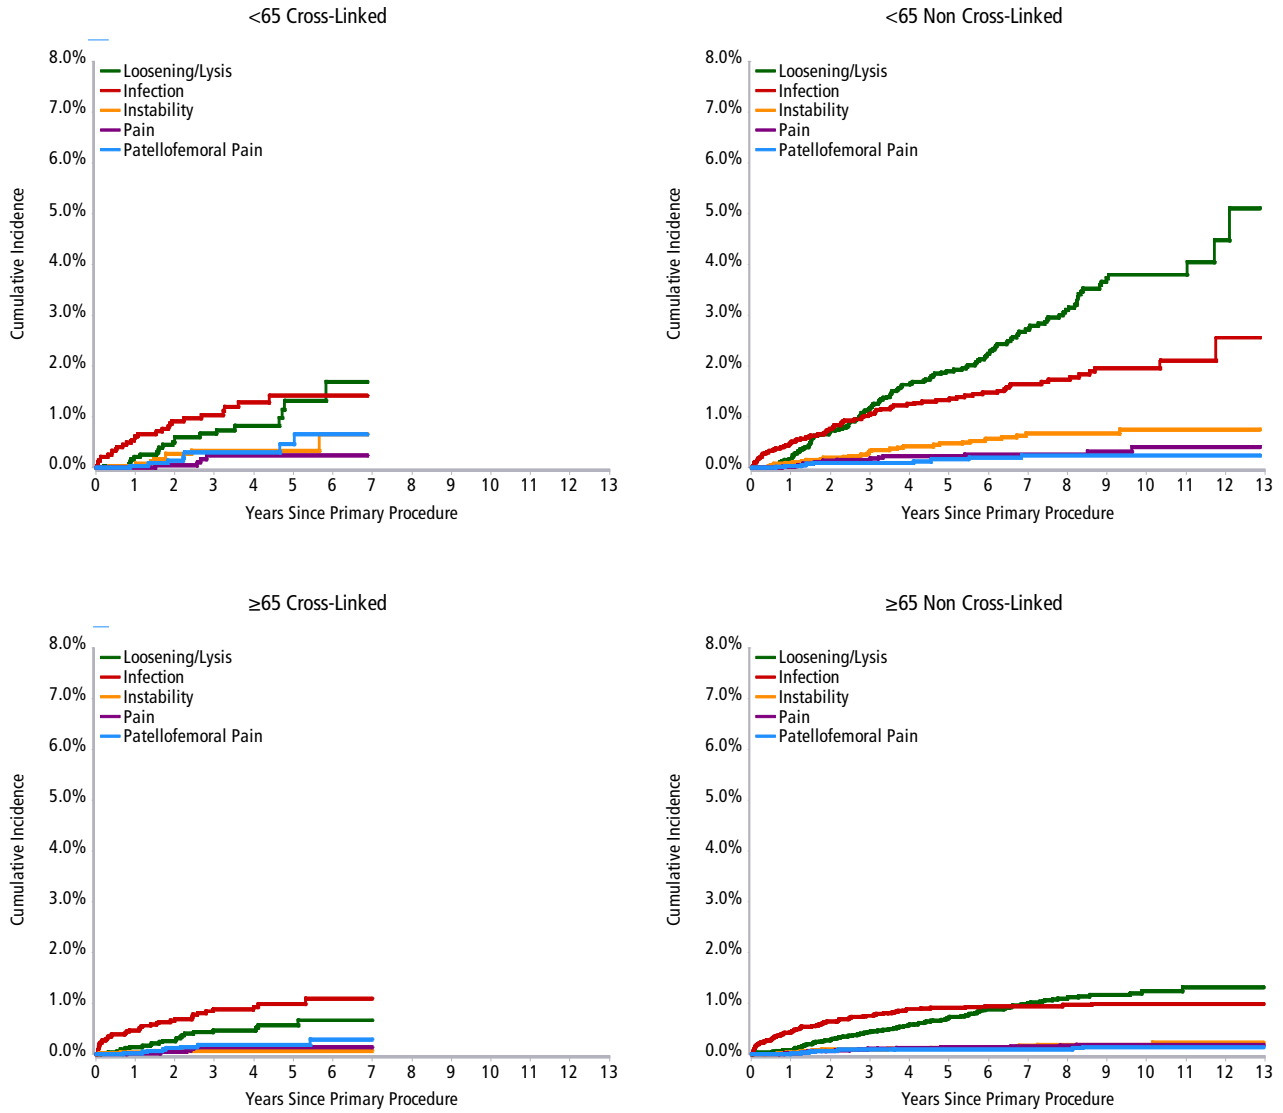 <65 Cross-Linked
8.0%
7.0%
6.0%
5.0%
4.0%
3.0%
2.0%
1.0%
0.0%
Cumulative Incidence
Loosening/Lysis
Infection
Instability
Pain
Patellofemoral Pain
0 1 2 3 4 5 6 7 8 9 10 11 12 13
Years Since Primary Procedure
<65 Non Cross-Linked
8.0%
7.0%
6.0%
5.0%
4.0%
3.0%
2.0%
1.0%
0.0%
Cumulative Incidence
Loosening/Lysis
Infection
Instability
Pain
Patellofemoral Pain
0 1 2 3 4 5 6 7 8 9 10 11 12 13
Years Since Primary Procedure
≥65 Cross-Linked
8.0%
7.0%
6.0%
5.0%
4.0%
3.0%
2.0%
1.0%
0.0%
Cumulative Incidence
Loosening/Lysis
Infection
Instability
Pain
Patellofemoral Pain
0 1 2 3 4 5 6 7 8 9 10 11 12 13
Years Since Primary Procedure
≥65 Non Cross-Linked
8.0%
7.0%
6.0%
5.0%
4.0%
3.0%
2.0%
1.0%
0.0%
Cumulative Incidence
Loosening/Lysis
Infection
Instability
Pain
Patellofemoral Pain
0 1 2 3 4 5 6 7 8 9 10 11 12 13
Years Since Primary Procedure